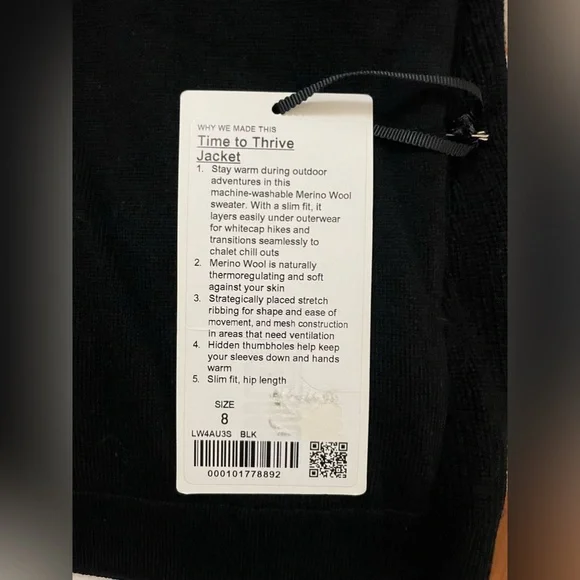 WHY WE MADE THIS
Time to Thrive
Jacket
1. Stay warm during outdoor
adventures in this
machine-washable Merino Wool
sweater. With a slim fit, it
layers easily under outerwear
for whitecap hikes and
transitions seamlessly to
chalet chill outs
2. Merino Wool is naturally
thermoregulating and soft
against your skin
3. Strategically placed stretch
ribbing for shape and ease of
movement, and mesh construction
in areas that need ventilation
4. Hidden thumbholes help keep
your sleeves down and hands
warm
5. Slim fit, hip length
SIZE
8
LW4AU3S BLK
000101778892